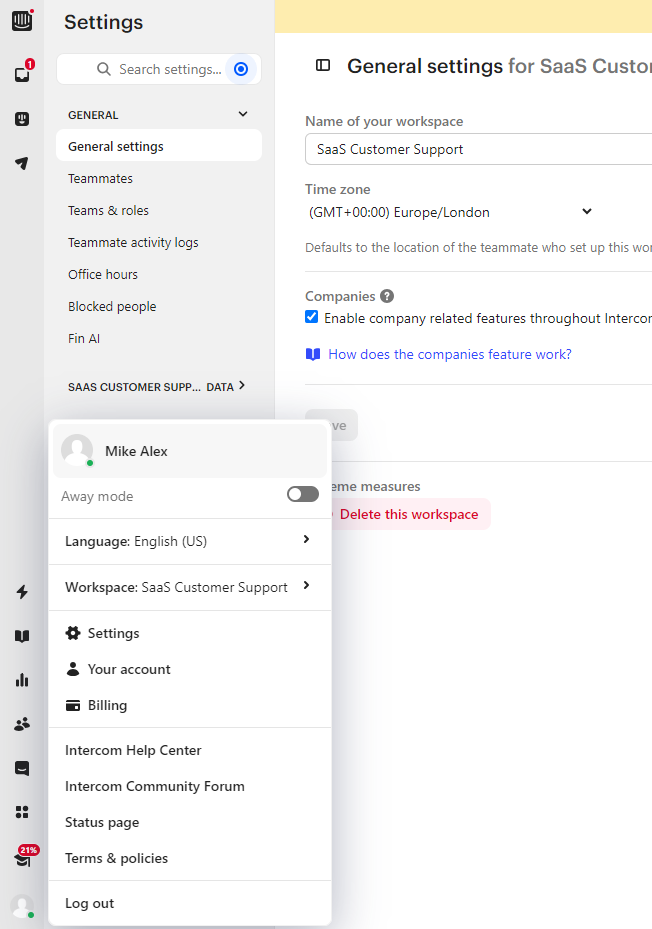 Settings
1
Search settings...
GENERAL
General settings
Teammates
Teams & roles
Teammate activity logs
Office hours
Blocked people
Fin AI
SAAS CUSTOMER SUPP... DATA
General settings for SaaS Custo
Name of your workspace
SaaS Customer Support
Time zone
(GMT+00:00) Europe/London
Defaults to the location of the teammate who set up this wor
Companies
Enable company related features throughout Intercor
How does the companies feature work?
ve
eme measures
Delete this workspace
Mike Alex
Away mode
Language: English (US)
Workspace: SaaS Customer Support
Settings
Your account
Billing
Intercom Help Center
Intercom Community Forum
Status page
Terms & policies
Log out
21%